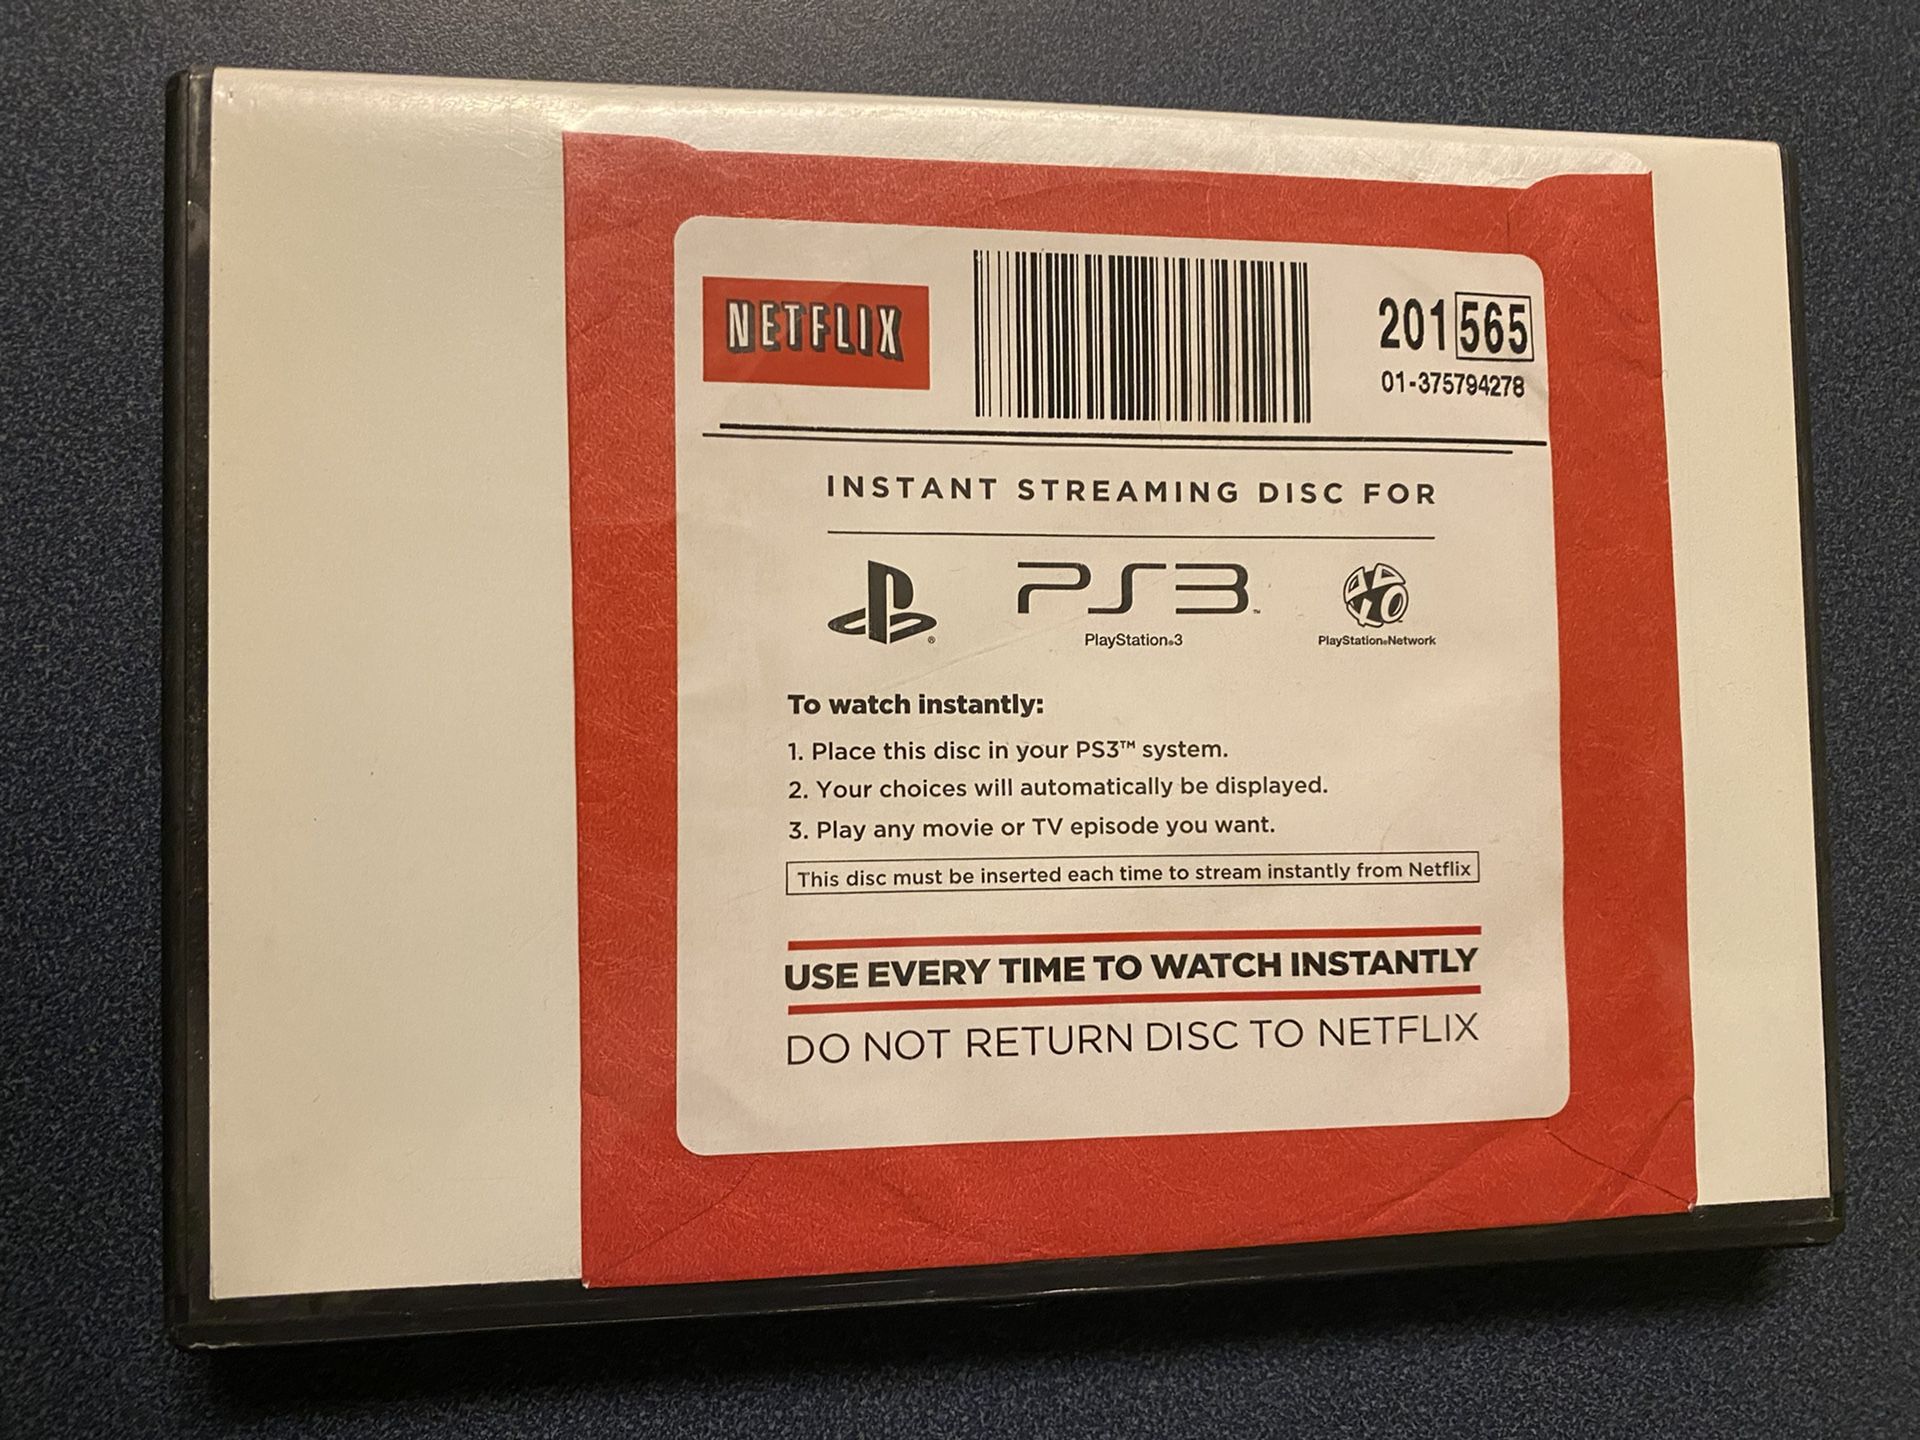 NETFLIX
201 565
01-375794278
INSTANT STREAMING DISC FOR
PS3™
PlayStation®3
PlayStation®Network
To watch instantly:
1. Place this disc in your PS3™ system.
2. Your choices will automatically be displayed.
3. Play any movie or TV episode you want.
This disc must be inserted each time to stream instantly from Netflix
USE EVERY TIME TO WATCH INSTANTLY
DO NOT RETURN DISC TO NETFLIX